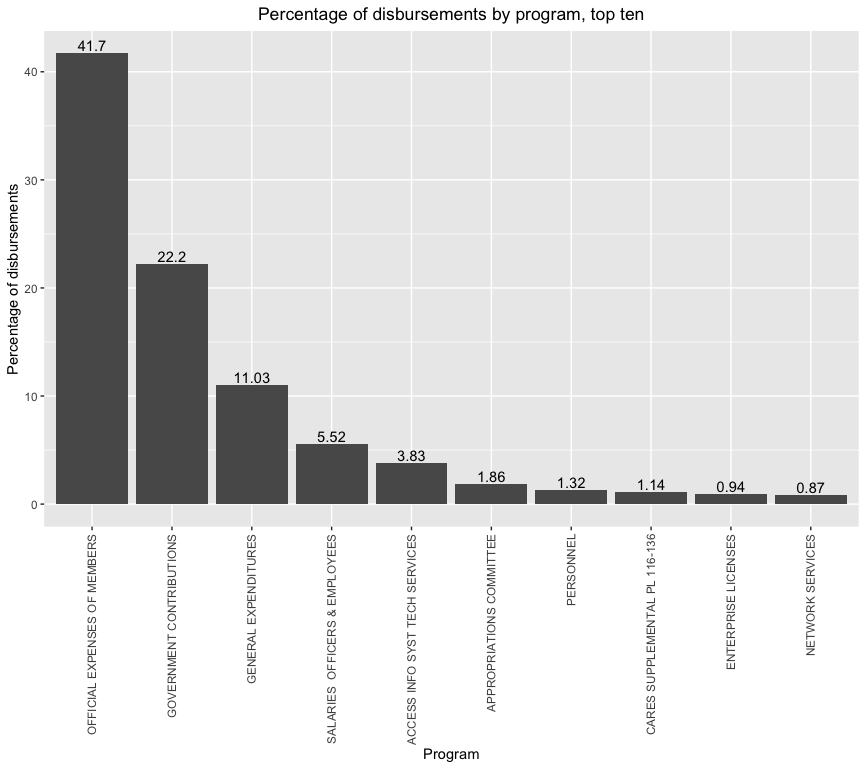 Percentage of disbursements by program, top ten
Percentage of disbursements
40
30
20
10
0
41.7
22.2
11.03
5.52
3.83
1.86
1.32
1.14
0.94
0.87
OFFICIAL EXPENSES OF MEMBERS
GOVERNMENT CONTRIBUTIONS
GENERAL EXPENDITURES
SALARIES  OFFICERS & EMPLOYEES
ACCESS INFO SYST TECH SERVICES
APPROPRIATIONS COMMITTEE
PERSONNEL
CARES SUPPLEMENTAL PL 116-136
ENTERPRISE LICENSES
NETWORK SERVICES
Program